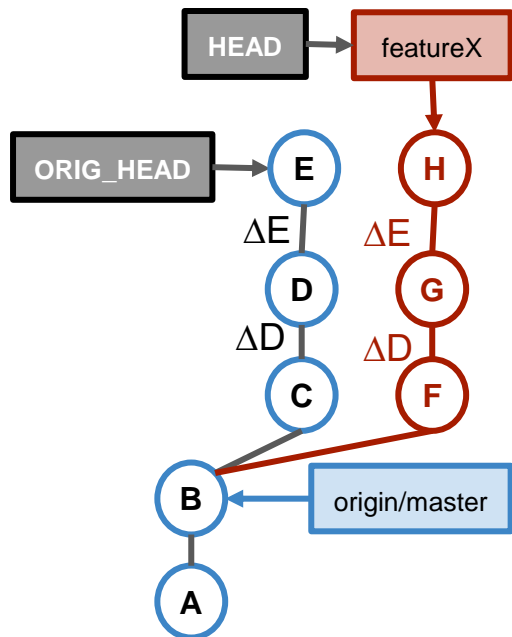 HEAD
featureX
ORIG_HEAD
E
H
ΔE
ΔE
D
G
ΔD
ΔD
C
F
B
origin/master
A